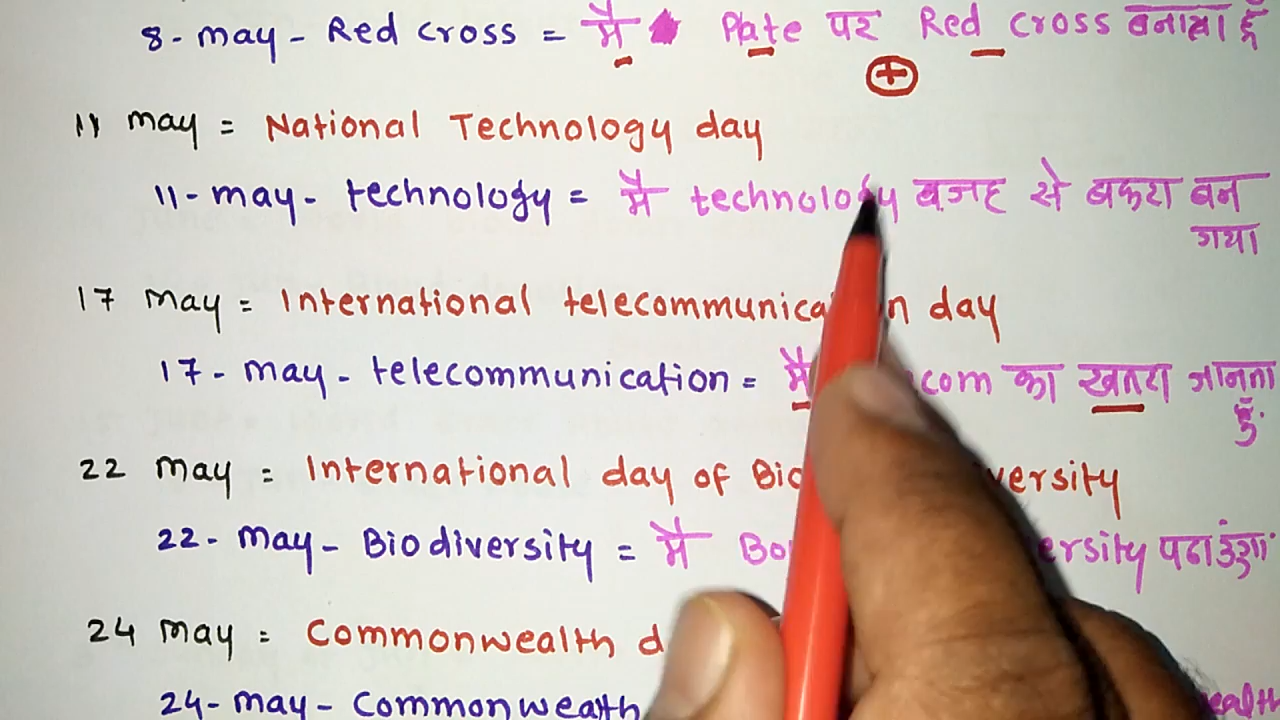 8- may - Red cross = मैं Plate पर Red cross बनाता हूँ
11 may = National Technology day
11- may - technology = मैं technology वजह से बकरा बन
गया
17 May = International telecommunica n day
17- may - telecommunication = मैं com का खतरा जानता
हूँ.
22 May = International day of Bio versity
22- may - Biodiversity = मैं ersity पढाउंगा
24 May = Commonwealth d
24- may - Commonwealth ealth